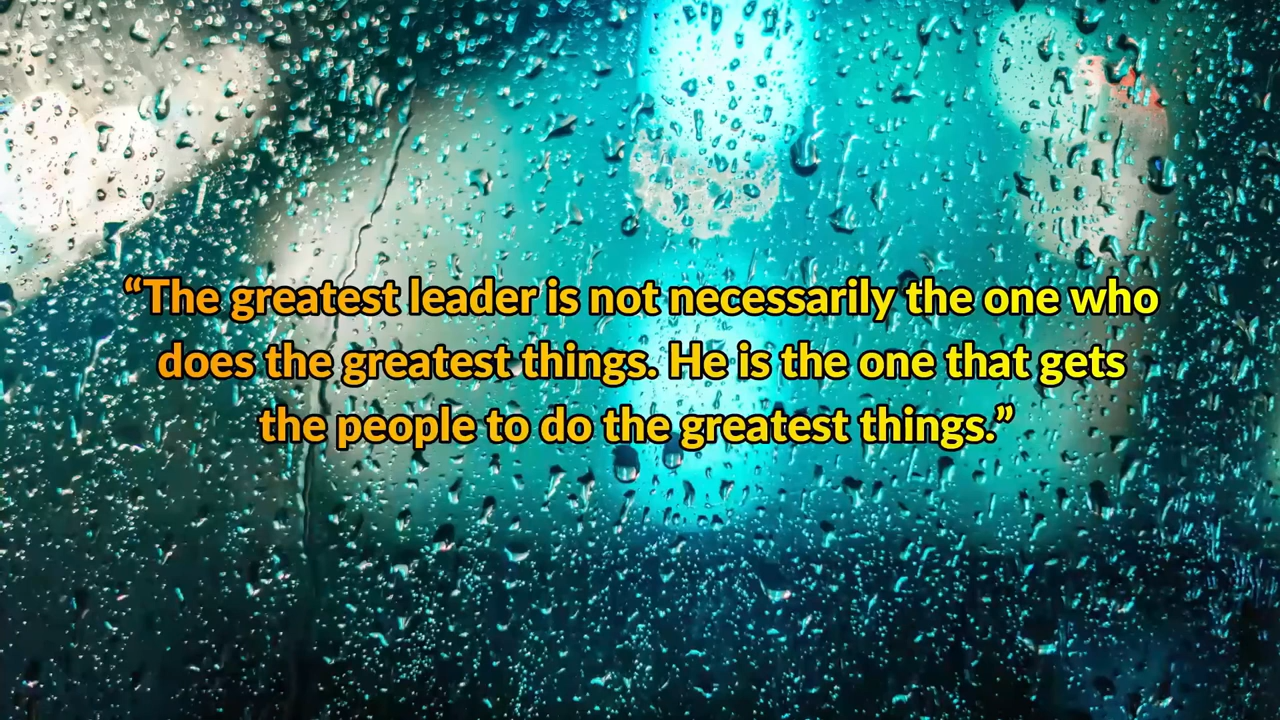 “The greatest leader is not necessarily the one who
does the greatest things. He is the one that gets
the people to do the greatest things.”